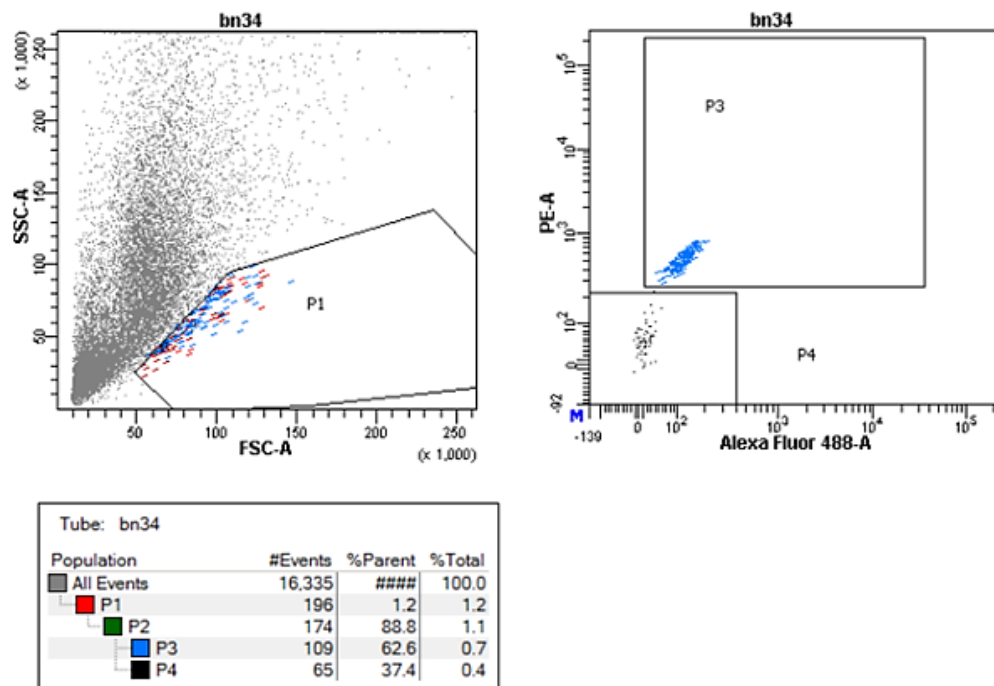 bn34
(x 1,000)
250
200
150
100
50
SSC-A
P1
50 100 150 200 250
FSC-A
(x 1,000)
bn34
10^5
10^4
10^3
10^2
0
-92
PE-A
P3
P4
M
-139
0 10^2 10^3 10^4 10^5
Alexa Fluor 488-A
Tube: bn34
Population #Events %Parent %Total
All Events 16,335 #### 100.0
P1 196 1.2 1.2
P2 174 88.8 1.1
P3 109 62.6 0.7
P4 65 37.4 0.4